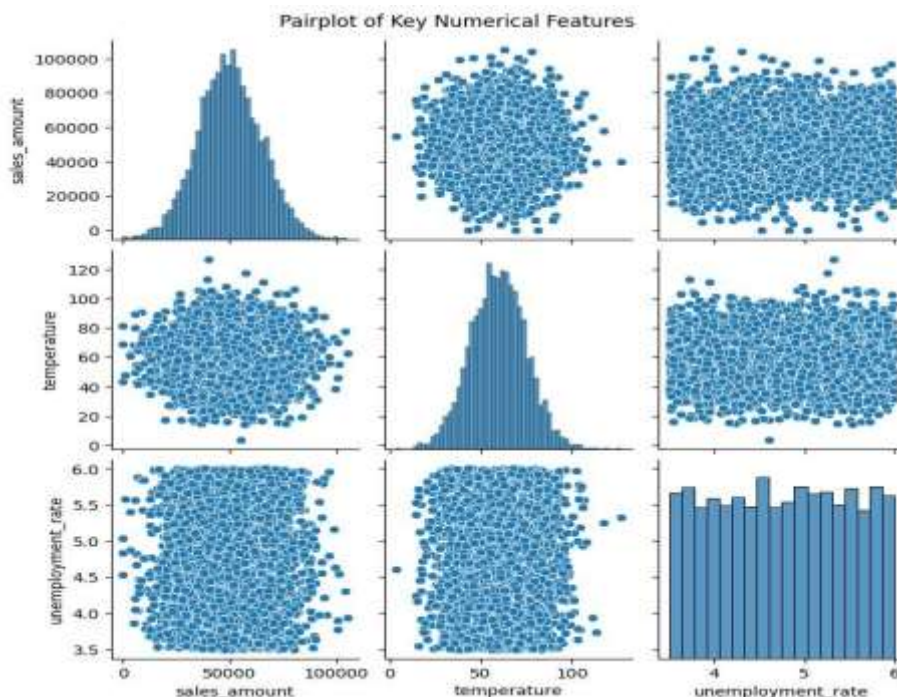 Pairplot of Key Numerical Features
sales_amount
100000
80000
60000
40000
20000
0
temperature
120
100
80
60
40
20
0
unemployment_rate
6.0
5.5
5.0
4.5
4.0
3.5
0 50000 100000
sales_amount
0 50 100
temperature
4 5 6
unemployment_rate